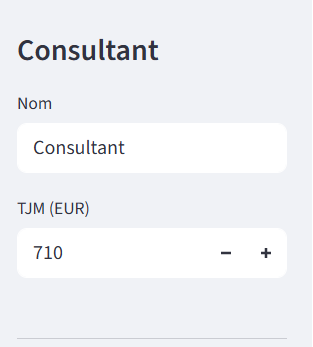 Consultant
Nom
Consultant
TJM (EUR)
710